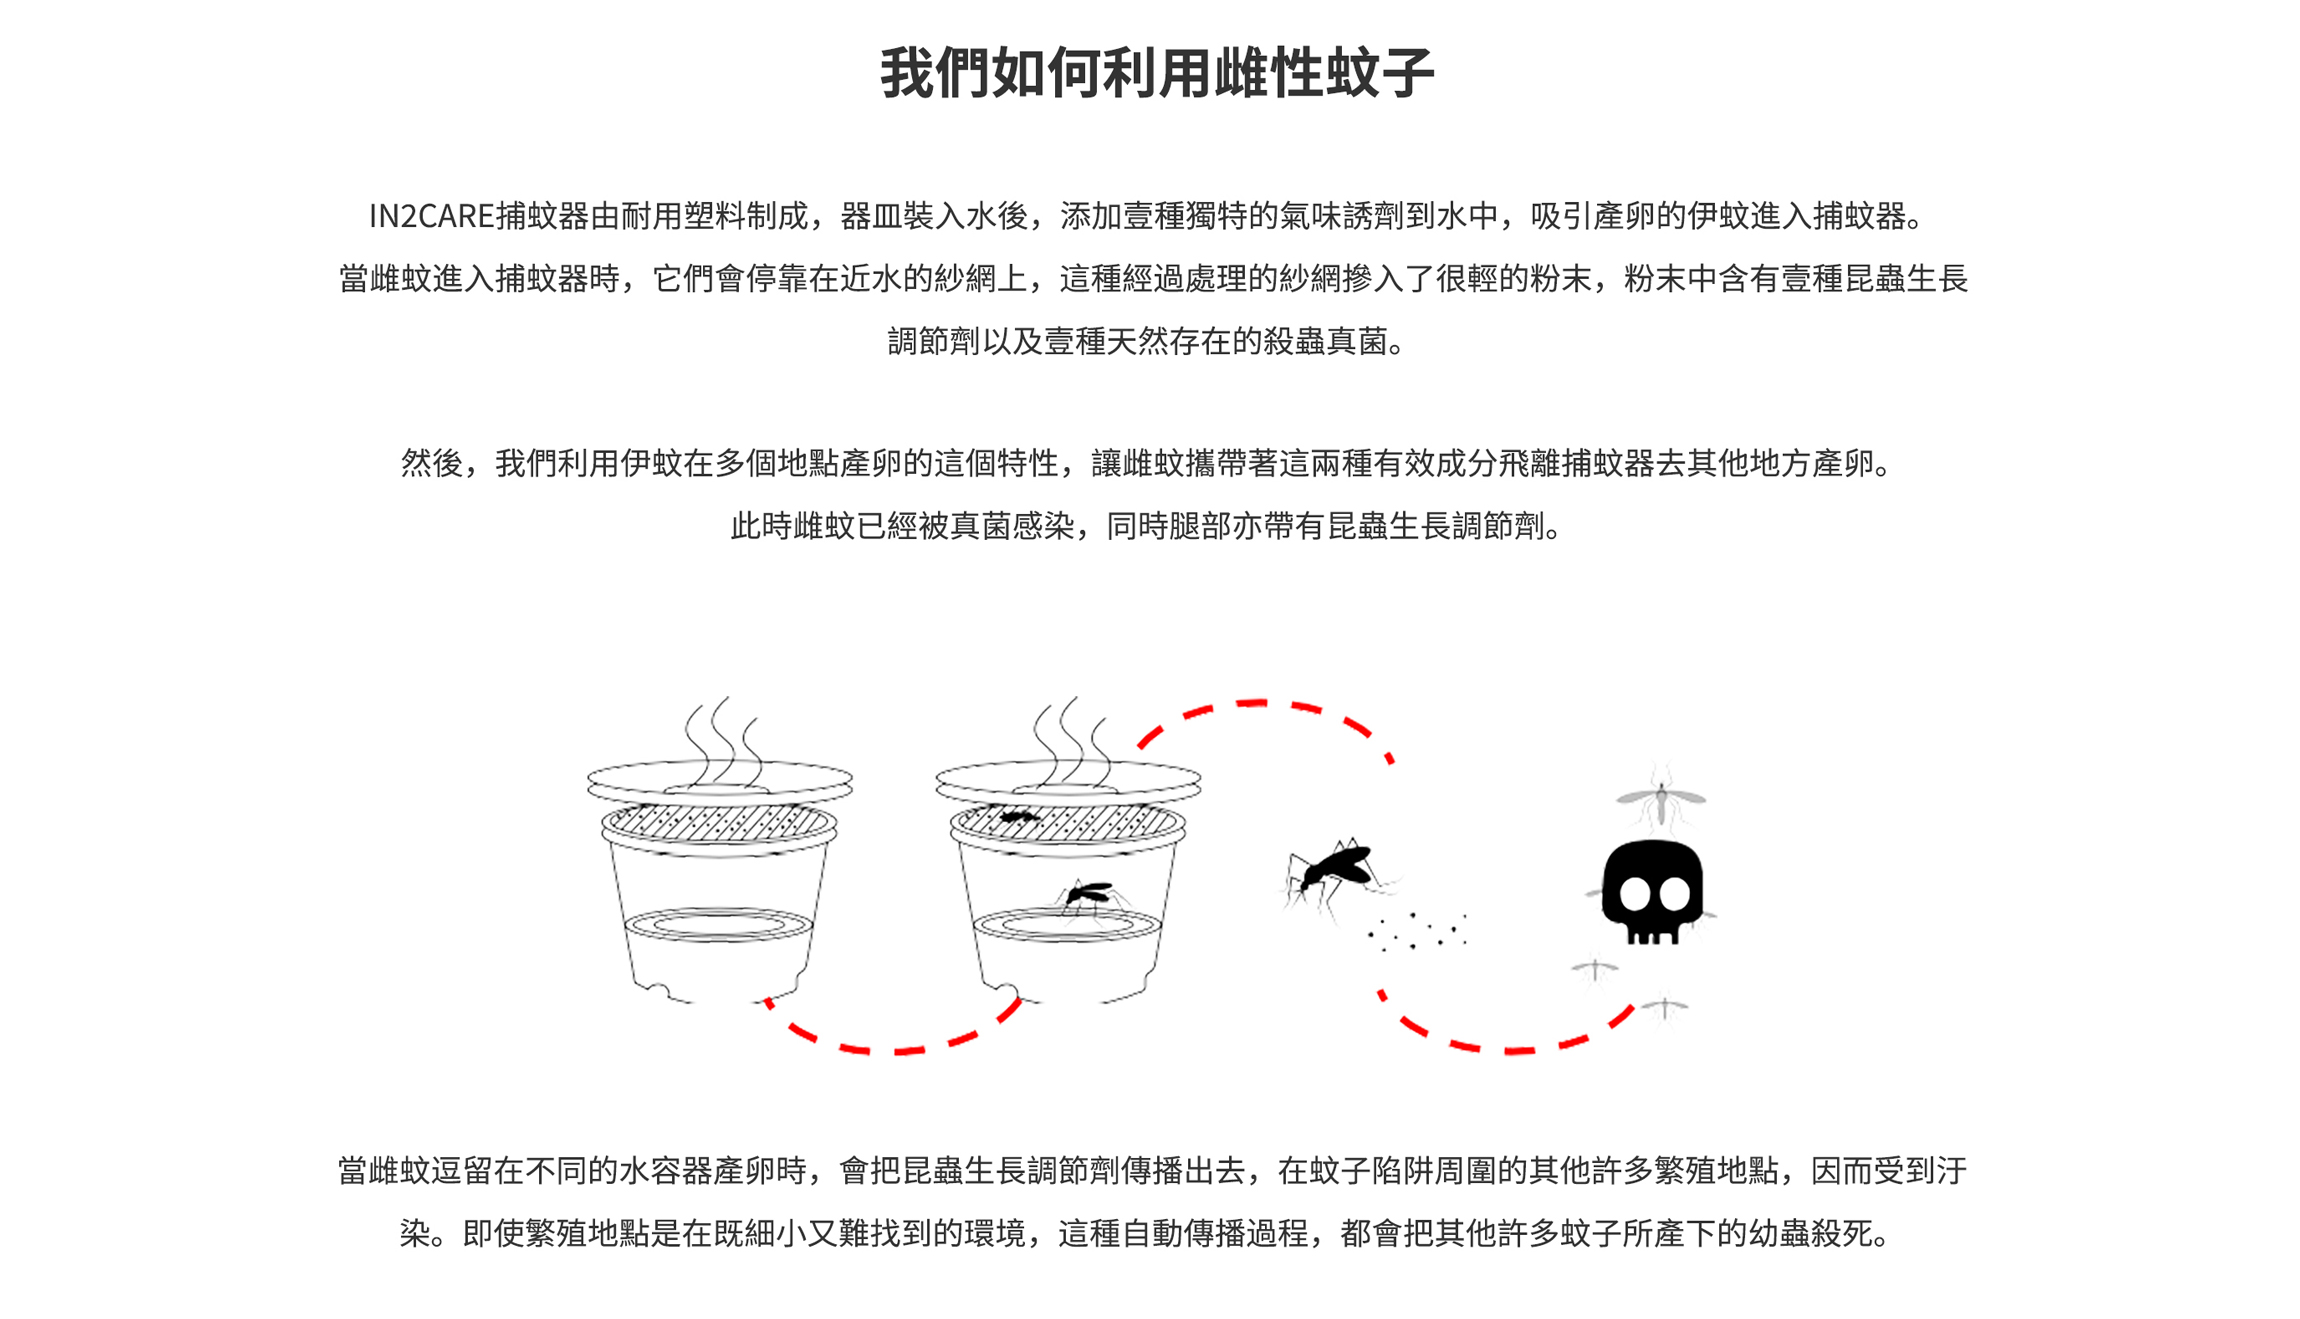 我們如何利用雌性蚊子
IN2CARE捕蚊器由耐用塑料制成，器皿裝入水後，添加壹種獨特的氣味誘劑到水中，吸引產卵的伊蚊進入捕蚊器。
當雌蚊進入捕蚊器時，它們會停靠在近水的紗網上，這種經過處理的紗網摻入了很輕的粉末，粉末中含有壹種昆蟲生長
調節劑以及壹種天然存在的殺蟲真菌。
然後，我們利用伊蚊在多個地點產卵的這個特性，讓雌蚊攜帶著這兩種有效成分飛離捕蚊器去其他地方產卵。
此時雌蚊已經被真菌感染，同時腿部亦帶有昆蟲生長調節劑。
當雌蚊逗留在不同的水容器產卵時，會把昆蟲生長調節劑傳播出去，在蚊子陷阱周圍的其他許多繁殖地點，因而受到汙
染。即使繁殖地點是在既細小又難找到的環境，這種自動傳播過程，都會把其他許多蚊子所產下的幼蟲殺死。